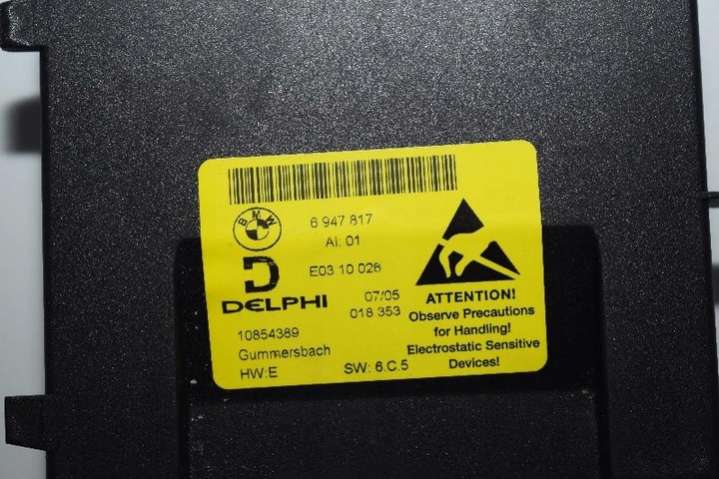 BMW
6 947 817
AI: 01
E03 10 026
DELPHI
07/05
018 353
10854389
Gummersbach
HW:E
SW: 6.C.5
ATTENTION!
Observe Precautions
for Handling!
Electrostatic Sensitive
Devices!